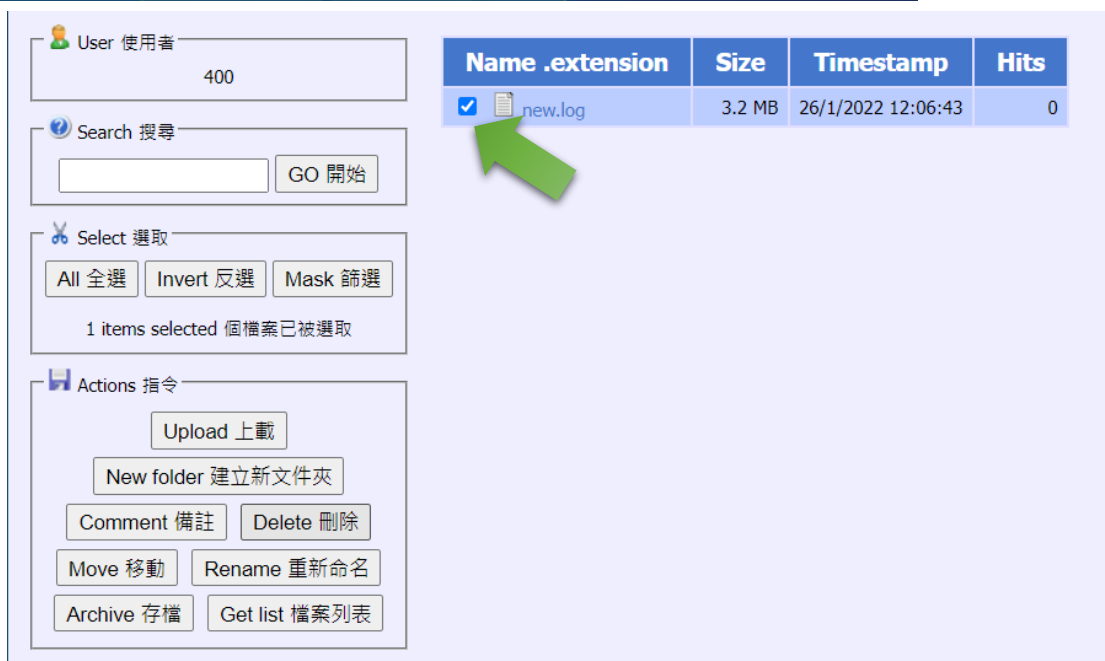 User 使用者
400
Search 搜尋
GO 開始
Select 選取
All 全選 Invert 反選 Mask 篩選
1 items selected 個檔案已被選取
Actions 指令
Upload 上載
New folder 建立新文件夾
Comment 備註 Delete 刪除
Move 移動 Rename 重新命名
Archive 存檔 Get list 檔案列表
Name .extension Size Timestamp Hits
new.log 3.2 MB 26/1/2022 12:06:43 0